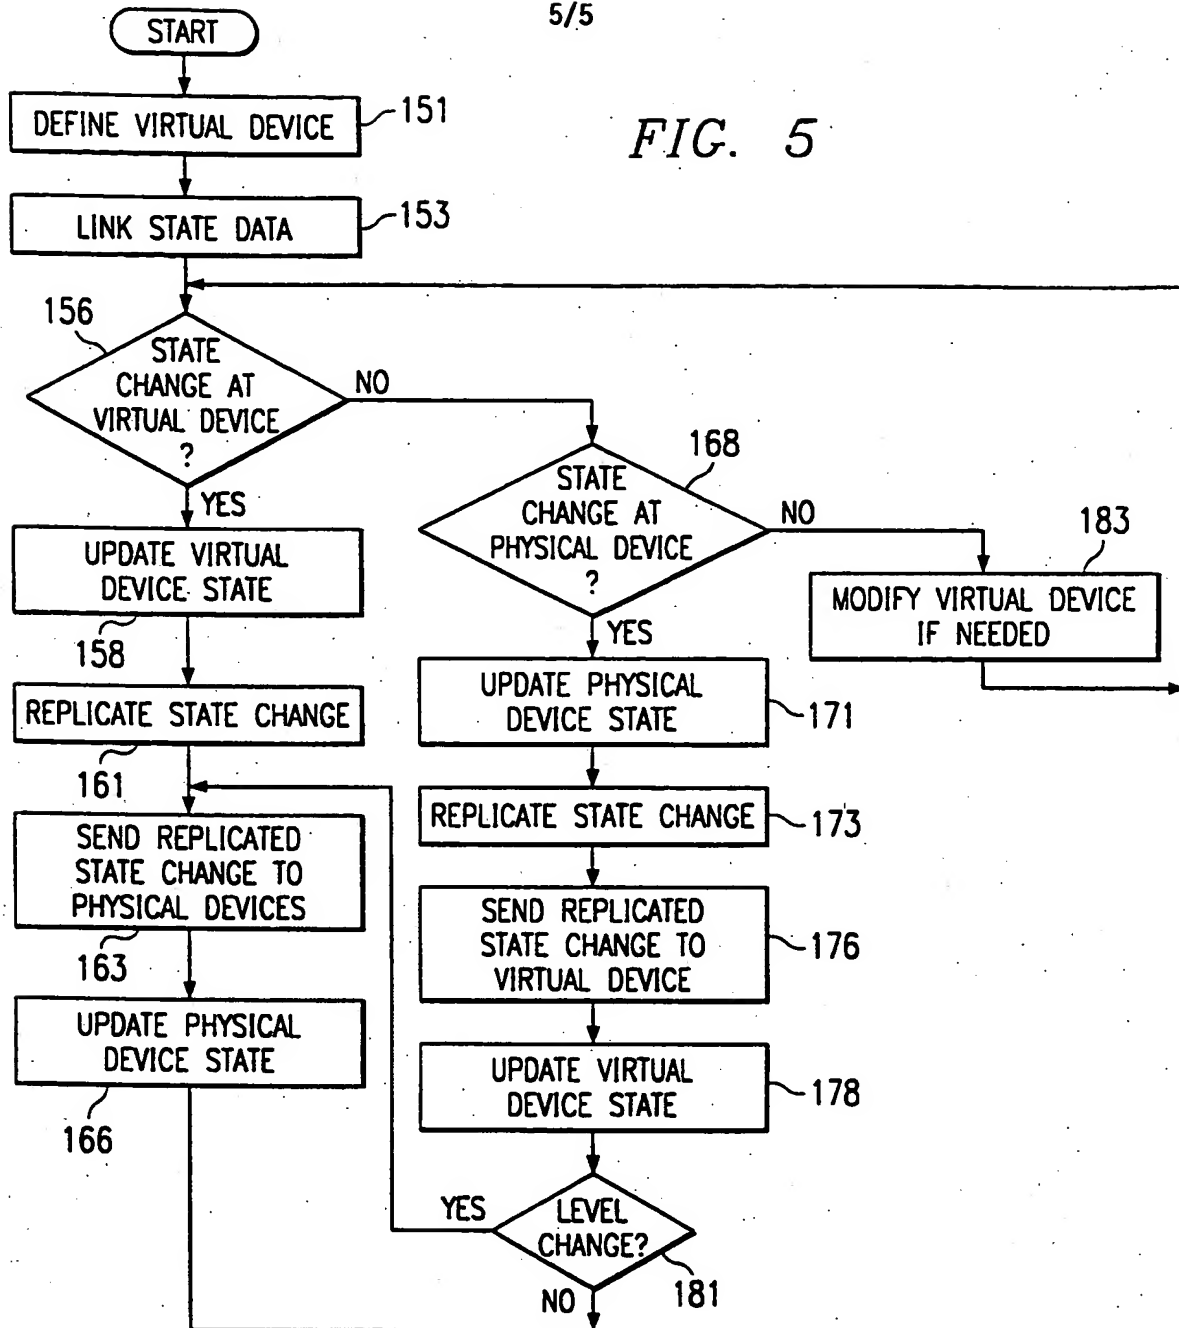 5/5
START
DEFINE VIRTUAL DEVICE
151
FIG. 5
LINK STATE DATA
153
156
STATE
CHANGE AT
VIRTUAL DEVICE
?
NO
YES
168
STATE
CHANGE AT
PHYSICAL DEVICE
?
NO
YES
183
MODIFY VIRTUAL DEVICE
IF NEEDED
UPDATE VIRTUAL
DEVICE STATE
158
REPLICATE STATE CHANGE
161
SEND REPLICATED
STATE CHANGE TO
PHYSICAL DEVICES
163
UPDATE PHYSICAL
DEVICE STATE
166
UPDATE PHYSICAL
DEVICE STATE
171
REPLICATE STATE CHANGE
173
SEND REPLICATED
STATE CHANGE TO
VIRTUAL DEVICE
176
UPDATE VIRTUAL
DEVICE STATE
178
YES
LEVEL
CHANGE?
181
NO